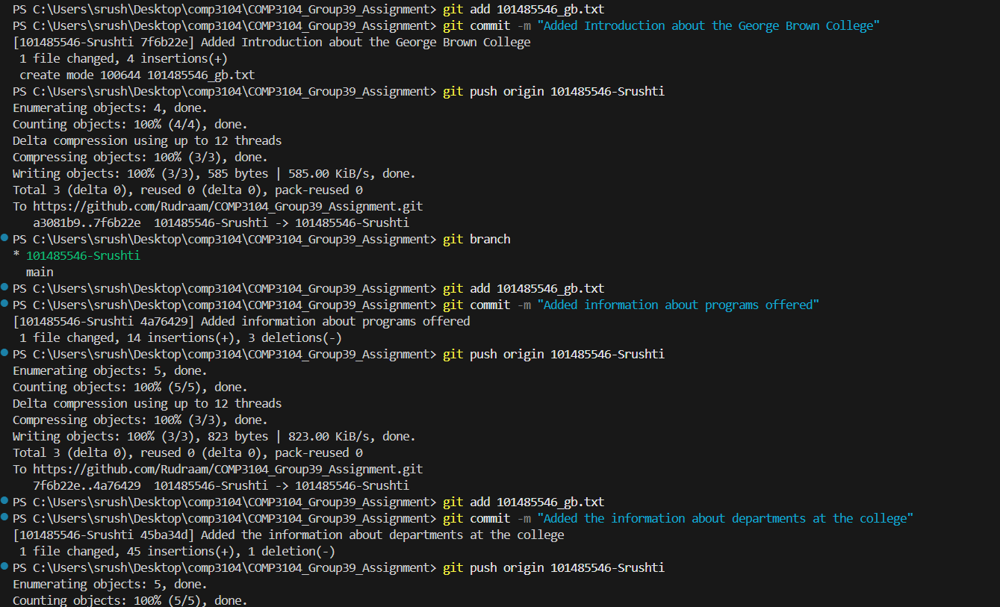 PS C:\Users\srush\Desktop\comp3104\COMP3104_Group39_Assignment> git add 101485546_gb.txt
PS C:\Users\srush\Desktop\comp3104\COMP3104_Group39_Assignment> git commit -m "Added Introduction about the George Brown College"
[101485546-Srushti 7f6b22e] Added Introduction about the George Brown College
 1 file changed, 4 insertions(+)
 create mode 100644 101485546_gb.txt
PS C:\Users\srush\Desktop\comp3104\COMP3104_Group39_Assignment> git push origin 101485546-Srushti
Enumerating objects: 4, done.
Counting objects: 100% (4/4), done.
Delta compression using up to 12 threads
Compressing objects: 100% (3/3), done.
Writing objects: 100% (3/3), 585 bytes | 585.00 KiB/s, done.
Total 3 (delta 0), reused 0 (delta 0), pack-reused 0
To https://github.com/Rudraam/COMP3104_Group39_Assignment.git
   a3081b9..7f6b22e  101485546-Srushti -> 101485546-Srushti
PS C:\Users\srush\Desktop\comp3104\COMP3104_Group39_Assignment> git branch
* 101485546-Srushti
  main
PS C:\Users\srush\Desktop\comp3104\COMP3104_Group39_Assignment> git add 101485546_gb.txt
PS C:\Users\srush\Desktop\comp3104\COMP3104_Group39_Assignment> git commit -m "Added information about programs offered"
[101485546-Srushti 4a76429] Added information about programs offered
 1 file changed, 14 insertions(+), 3 deletions(-)
PS C:\Users\srush\Desktop\comp3104\COMP3104_Group39_Assignment> git push origin 101485546-Srushti
Enumerating objects: 5, done.
Counting objects: 100% (5/5), done.
Delta compression using up to 12 threads
Compressing objects: 100% (3/3), done.
Writing objects: 100% (3/3), 823 bytes | 823.00 KiB/s, done.
Total 3 (delta 0), reused 0 (delta 0), pack-reused 0
To https://github.com/Rudraam/COMP3104_Group39_Assignment.git
   7f6b22e..4a76429  101485546-Srushti -> 101485546-Srushti
PS C:\Users\srush\Desktop\comp3104\COMP3104_Group39_Assignment> git add 101485546_gb.txt
PS C:\Users\srush\Desktop\comp3104\COMP3104_Group39_Assignment> git commit -m "Added the information about departments at the college"
[101485546-Srushti 45ba34d] Added the information about departments at the college
 1 file changed, 45 insertions(+), 1 deletion(-)
PS C:\Users\srush\Desktop\comp3104\COMP3104_Group39_Assignment> git push origin 101485546-Srushti
Enumerating objects: 5, done.
Counting objects: 100% (5/5), done.